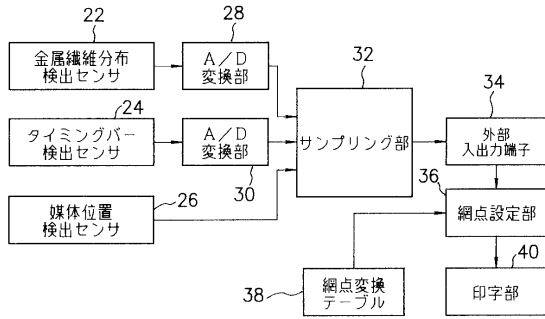 22
金属繊維分布
検出センサ
28
A/D
変換部
32
サンプリング部
34
外部
入出力端子
24
タイミングバー
検出センサ
A/D
変換部
30
36
網点設定部
26
媒体位置
検出センサ
38
網点変換
テーブル
40
印字部